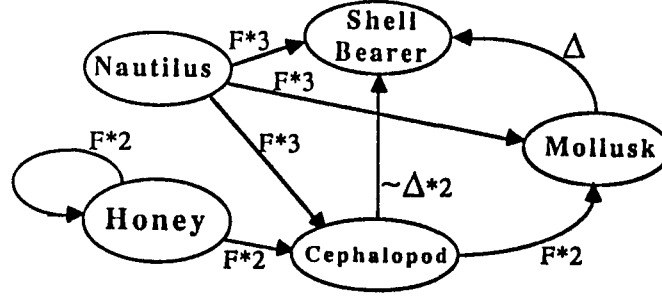 Shell
Bearer
F*3
Nautilus
Δ
F*3
F*2
F*3
Mollusk
Honey
~Δ*2
F*2
Cephalopod
F*2